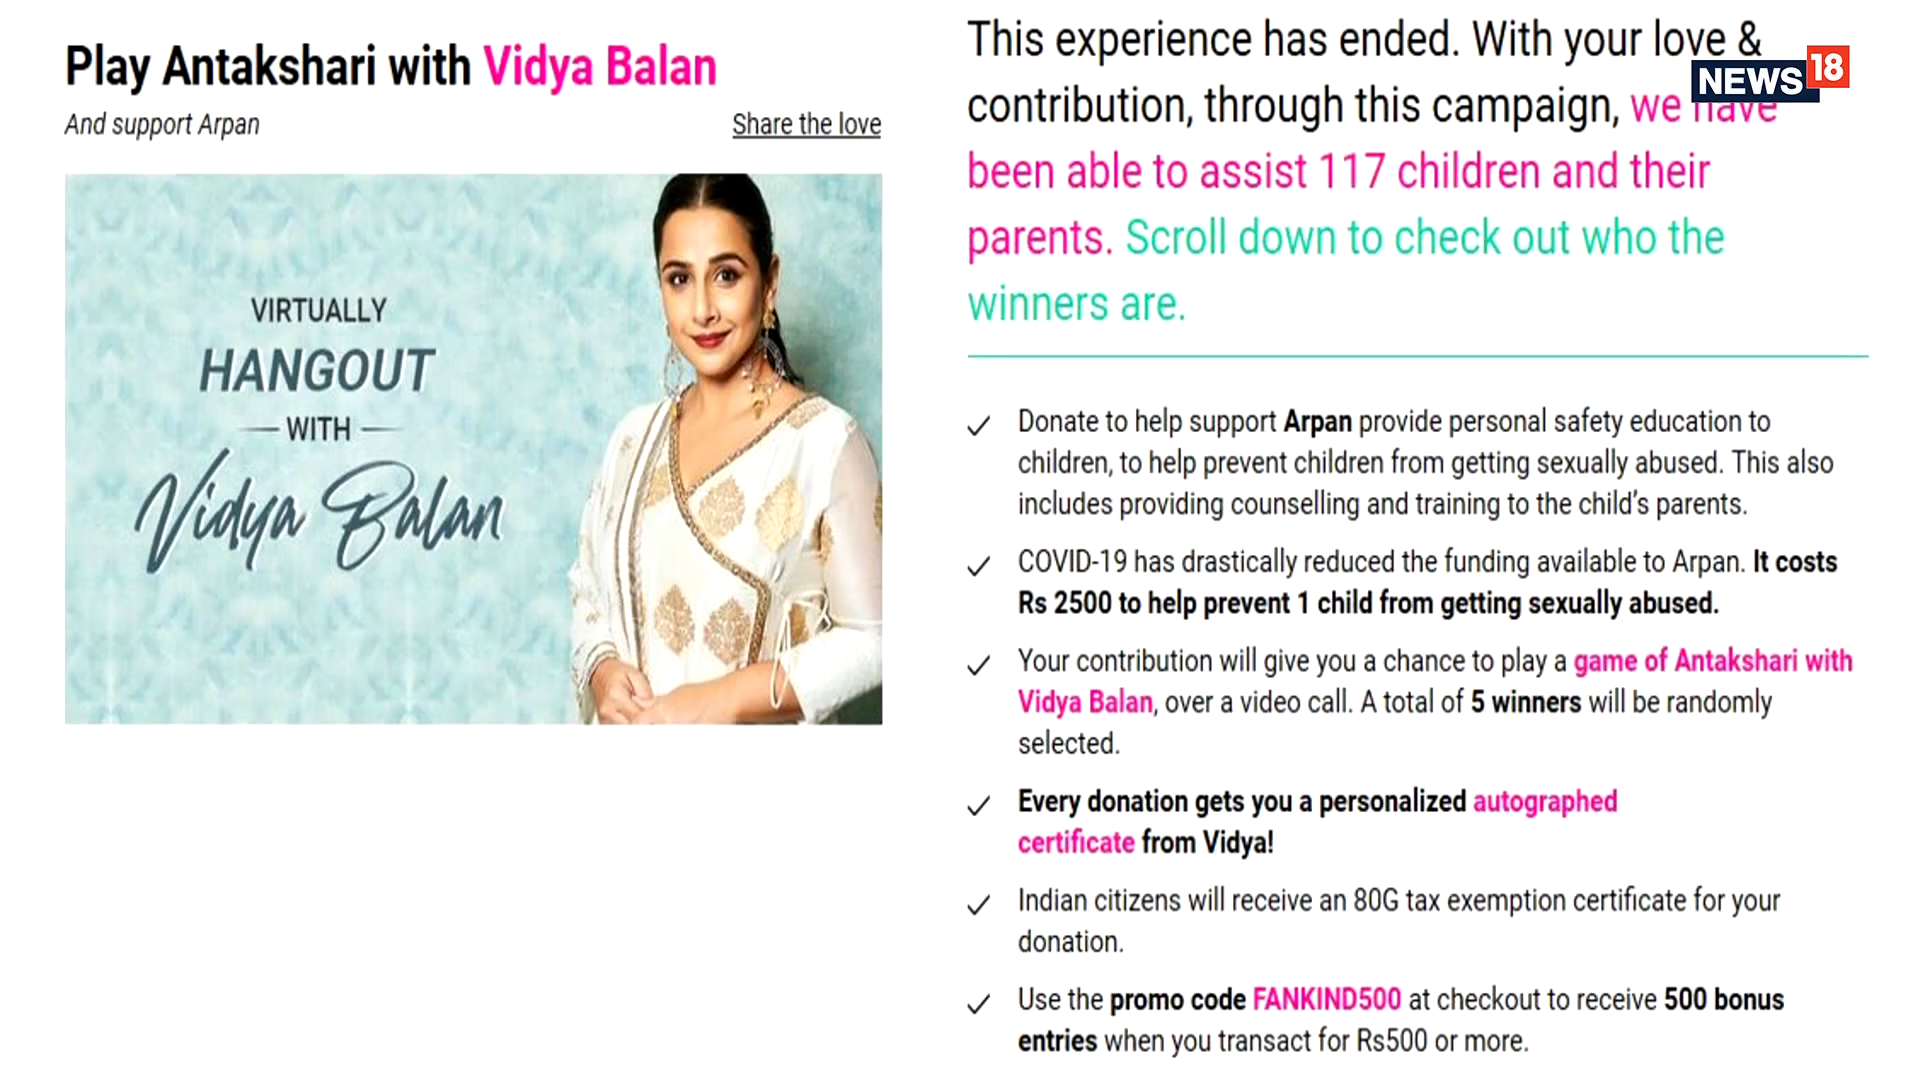 Play Antakshari with Vidya Balan
And support Arpan
Share the love
VIRTUALLY
HANGOUT
WITH
Vidya Balan
This experience has ended. With your love &
contribution, through this campaign, we have
been able to assist 117 children and their
parents. Scroll down to check out who the
winners are.
NEWS18
Donate to help support Arpan provide personal safety education to
children, to help prevent children from getting sexually abused. This also
includes providing counselling and training to the child's parents.
COVID-19 has drastically reduced the funding available to Arpan. It costs
Rs 2500 to help prevent 1 child from getting sexually abused.
Your contribution will give you a chance to play a game of Antakshari with
Vidya Balan, over a video call. A total of 5 winners will be randomly
selected.
Every donation gets you a personalized autographed
certificate from Vidya!
Indian citizens will receive an 80G tax exemption certificate for your
donation.
Use the promo code FANKIND500 at checkout to receive 500 bonus
entries when you transact for Rs500 or more.